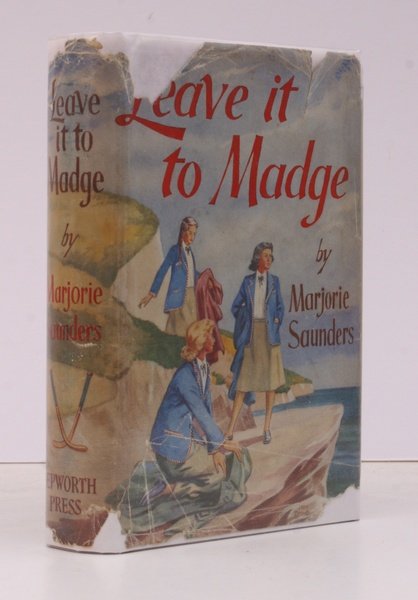 Leave
it to
Madge
by
Marjorie
Saunders
EPWORTH
PRESS
Leave it
to Madge
by
Marjorie
Saunders